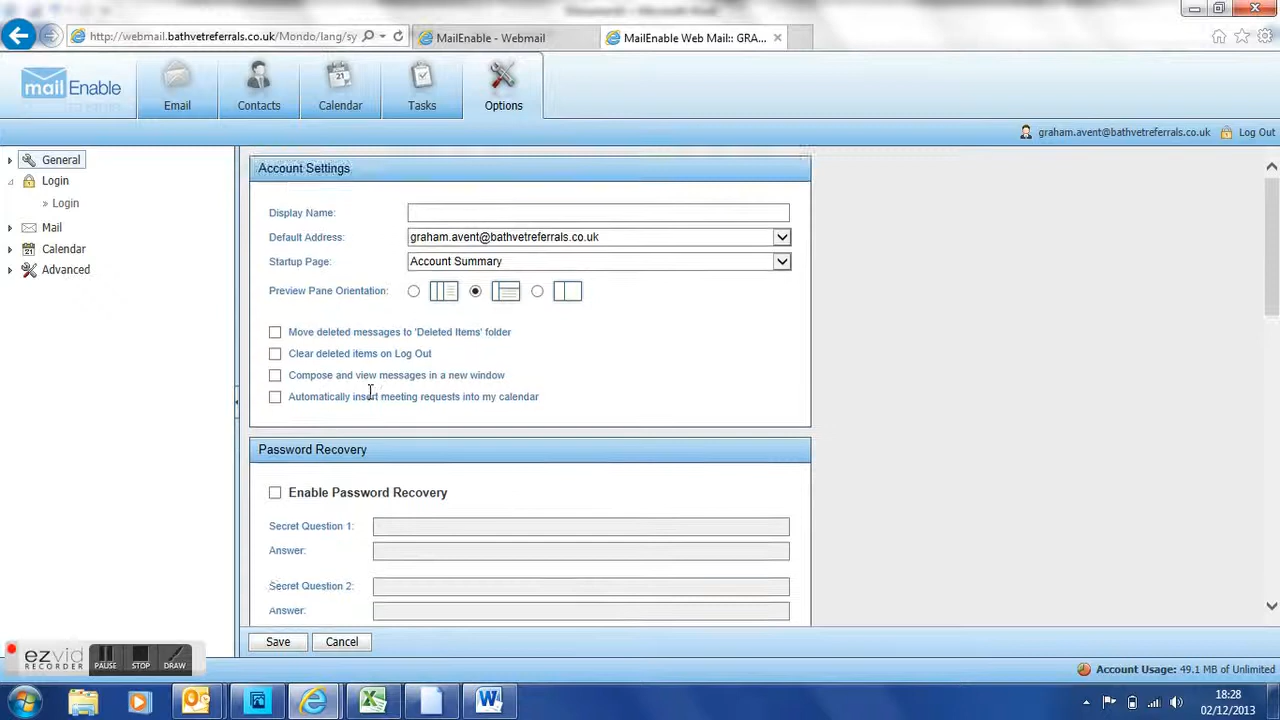 http://webmail.bathvetreferrals.co.uk/Mondo/lang/sy
MailEnable - Webmail
MailEnable Web Mail:: GRA...
mailEnable
Email
Contacts
21
Calendar
Tasks
Options
graham.avent@bathvetreferrals.co.uk
Log Out
General
Login
» Login
Mail
21
Calendar
Advanced
Account Settings
Display Name:
Default Address:
graham.avent@bathvetreferrals.co.uk
Startup Page:
Account Summary
Preview Pane Orientation:
Move deleted messages to 'Deleted Items' folder
Clear deleted items on Log Out
Compose and view messages in a new window
Automatically insert meeting requests into my calendar
Password Recovery
Enable Password Recovery
Secret Question 1:
Answer:
Secret Question 2:
Answer:
Save
Cancel
ezvid
RECORDER
PAUSE
STOP
DRAW
Account Usage: 49.1 MB of Unlimited
18:28
02/12/2013